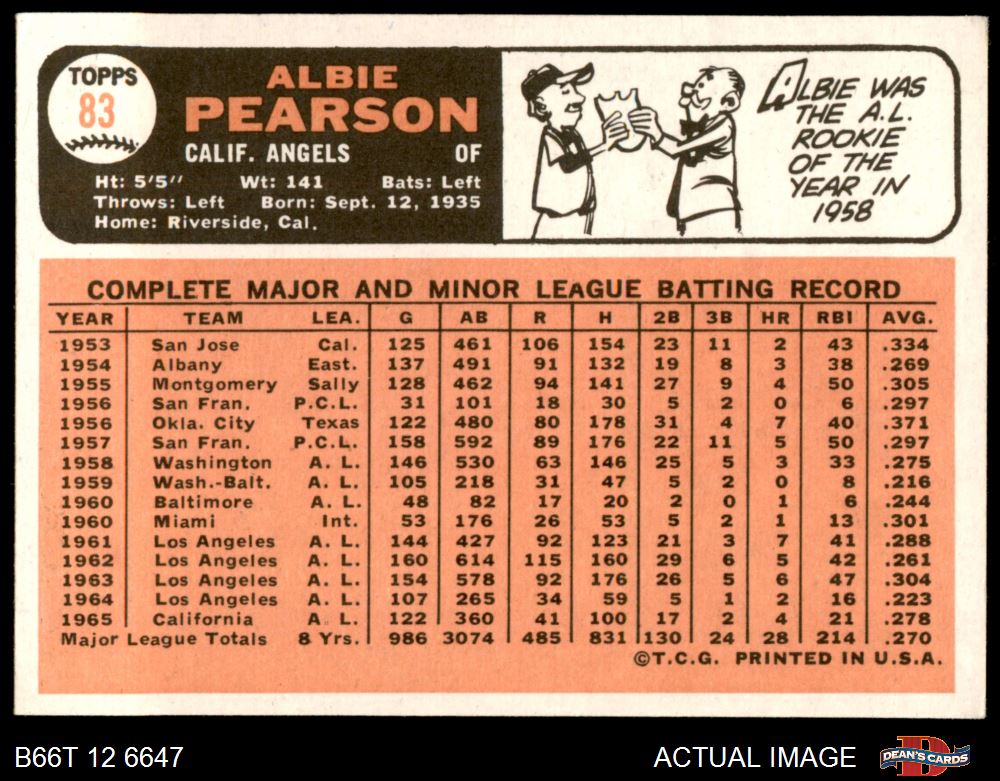 TOPPS
83
ALBIE
PEARSON
CALIF. ANGELS OF
Ht: 5'5" Wt: 141 Bats: Left
Throws: Left Born: Sept. 12, 1935
Home: Riverside, Cal.
ALBIE WAS
THE A.L.
ROOKIE
OF THE
YEAR IN
1958
COMPLETE MAJOR AND MINOR LEAGUE BATTING RECORD
YEAR TEAM LEA. G AB R H 2B 3B HR RBI AVG.
1953 San Jose Cal. 125 461 106 154 23 11 2 43 .334
1954 Albany East. 137 491 91 132 19 8 3 38 .269
1955 Montgomery Sally 128 462 94 141 27 9 4 50 .305
1956 San Fran. P.C.L. 31 101 18 30 5 2 0 6 .297
1956 Okla. City Texas 122 480 80 178 31 4 7 40 .371
1957 San Fran. P.C.L. 158 592 89 176 22 11 5 50 .297
1958 Washington A. L. 146 530 63 146 25 5 3 33 .275
1959 Wash.-Balt. A. L. 105 218 31 47 5 2 0 8 .216
1960 Baltimore A. L. 48 82 17 20 2 0 1 6 .244
1960 Miami Int. 53 176 26 53 5 2 1 13 .301
1961 Los Angeles A. L. 144 427 92 123 21 3 7 41 .288
1962 Los Angeles A. L. 160 614 115 160 29 6 5 42 .261
1963 Los Angeles A. L. 154 578 92 176 26 5 6 47 .304
1964 Los Angeles A. L. 107 265 34 59 5 1 2 16 .223
1965 California A. L. 122 360 41 100 17 2 4 21 .278
Major League Totals 8 Yrs. 986 3074 485 831 130 24 28 214 .270
©T.C.G. PRINTED IN U.S.A.
B66T 12 6647 ACTUAL IMAGE DEAN'S CARDS